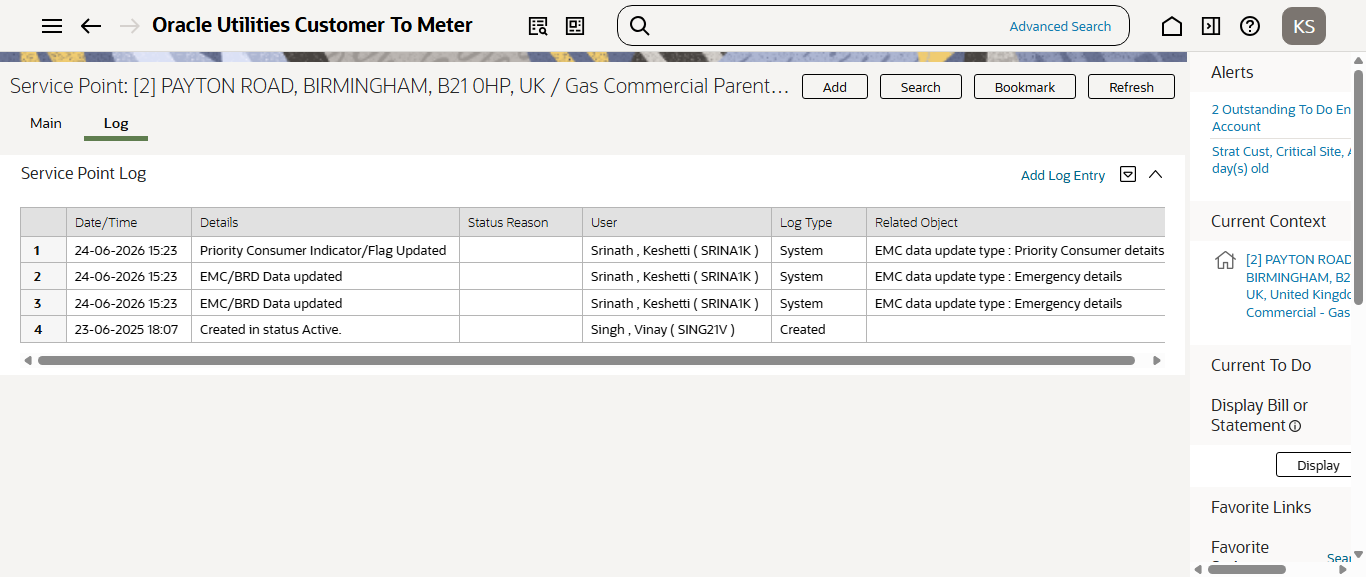 Oracle Utilities Customer To Meter
Advanced Search
KS
Service Point: [2] PAYTON ROAD, BIRMINGHAM, B21 0HP, UK / Gas Commercial Parent...
Add
Search
Bookmark
Refresh
Main
Log
Service Point Log
Add Log Entry
Date/Time Details Status Reason User Log Type Related Object
1 24-06-2026 15:23 Priority Consumer Indicator/Flag Updated Srinath , Keshetti ( SRINA1K ) System EMC data update type : Priority Consumer details
2 24-06-2026 15:23 EMC/BRD Data updated Srinath , Keshetti ( SRINA1K ) System EMC data update type : Emergency details
3 24-06-2026 15:23 EMC/BRD Data updated Srinath , Keshetti ( SRINA1K ) System EMC data update type : Emergency details
4 23-06-2025 18:07 Created in status Active. Singh , Vinay ( SING21V ) Created
Alerts
2 Outstanding To Do En
Account
Strat Cust, Critical Site,
day(s) old
Current Context
[2] PAYTON ROAD
BIRMINGHAM, B2
UK, United Kingdo
Commercial - Gas
Current To Do
Display Bill or
Statement
Display
Favorite Links
Favorite
Sear